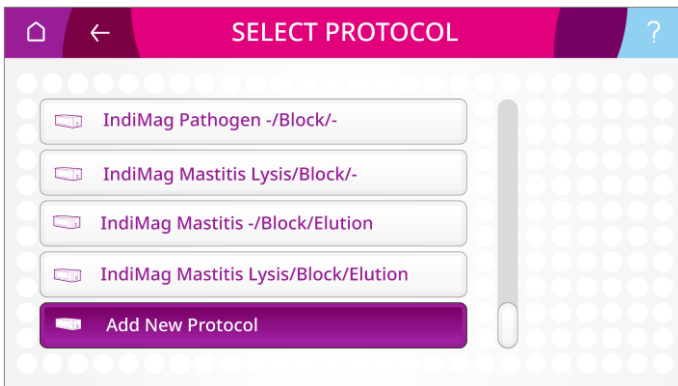 SELECT PROTOCOL
?
IndiMag Pathogen -/Block/-
IndiMag Mastitis Lysis/Block/-
IndiMag Mastitis -/Block/Elution
IndiMag Mastitis Lysis/Block/Elution
Add New Protocol